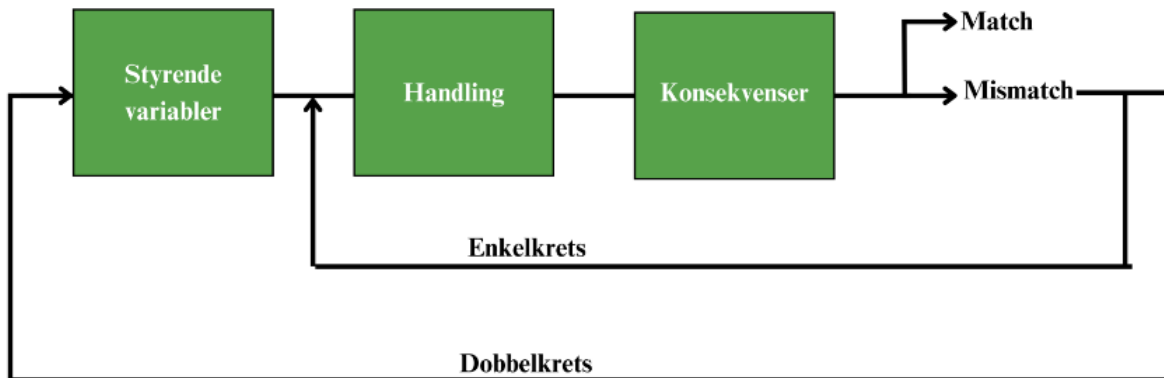 Styrende
variabler
Handling
Konsekvenser
Match
Mismatch
Enkelkrets
Dobbelkrets